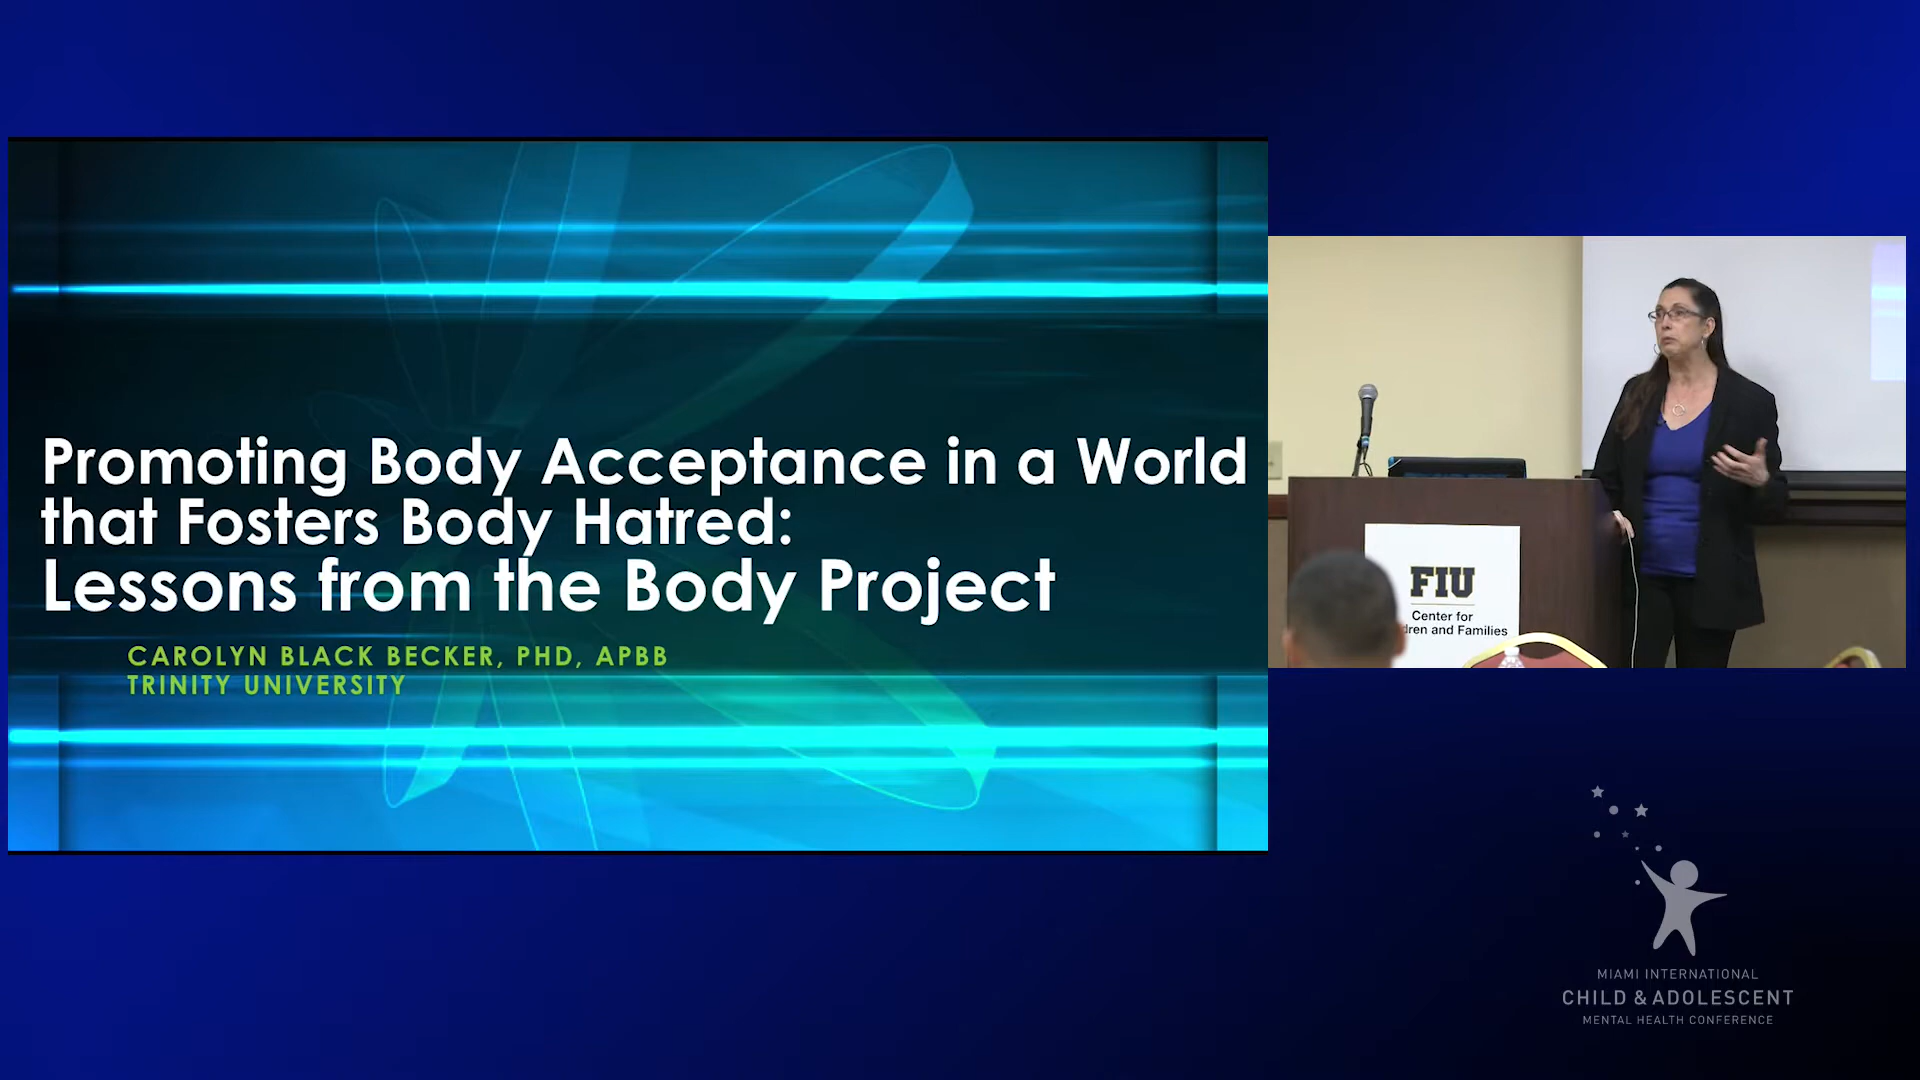 Promoting Body Acceptance in a World
that Fosters Body Hatred:
Lessons from the Body Project
CAROLYN BLACK BECKER, PHD, APBB
TRINITY UNIVERSITY
FIU
Center for
dren and Families
MIAMI INTERNATIONAL
CHILD & ADOLESCENT
MENTAL HEALTH CONFERENCE